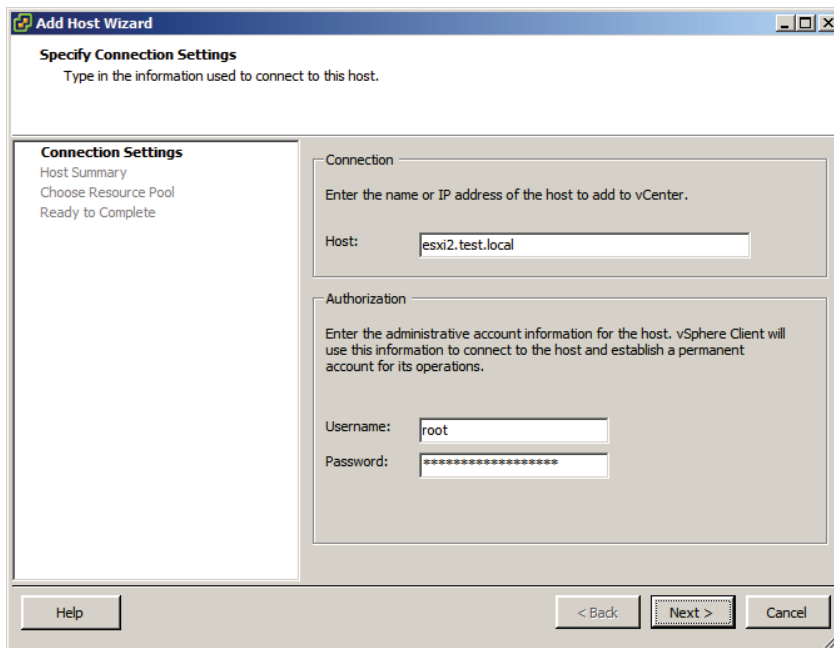 Add Host Wizard
Specify Connection Settings
Type in the information used to connect to this host.
Connection Settings
Host Summary
Choose Resource Pool
Ready to Complete
Connection
Enter the name or IP address of the host to add to vCenter.
Host:
esxi2.test.local
Authorization
Enter the administrative account information for the host. vSphere Client will
use this information to connect to the host and establish a permanent
account for its operations.
Username:
root
Password:
******************
Help
< Back
Next >
Cancel